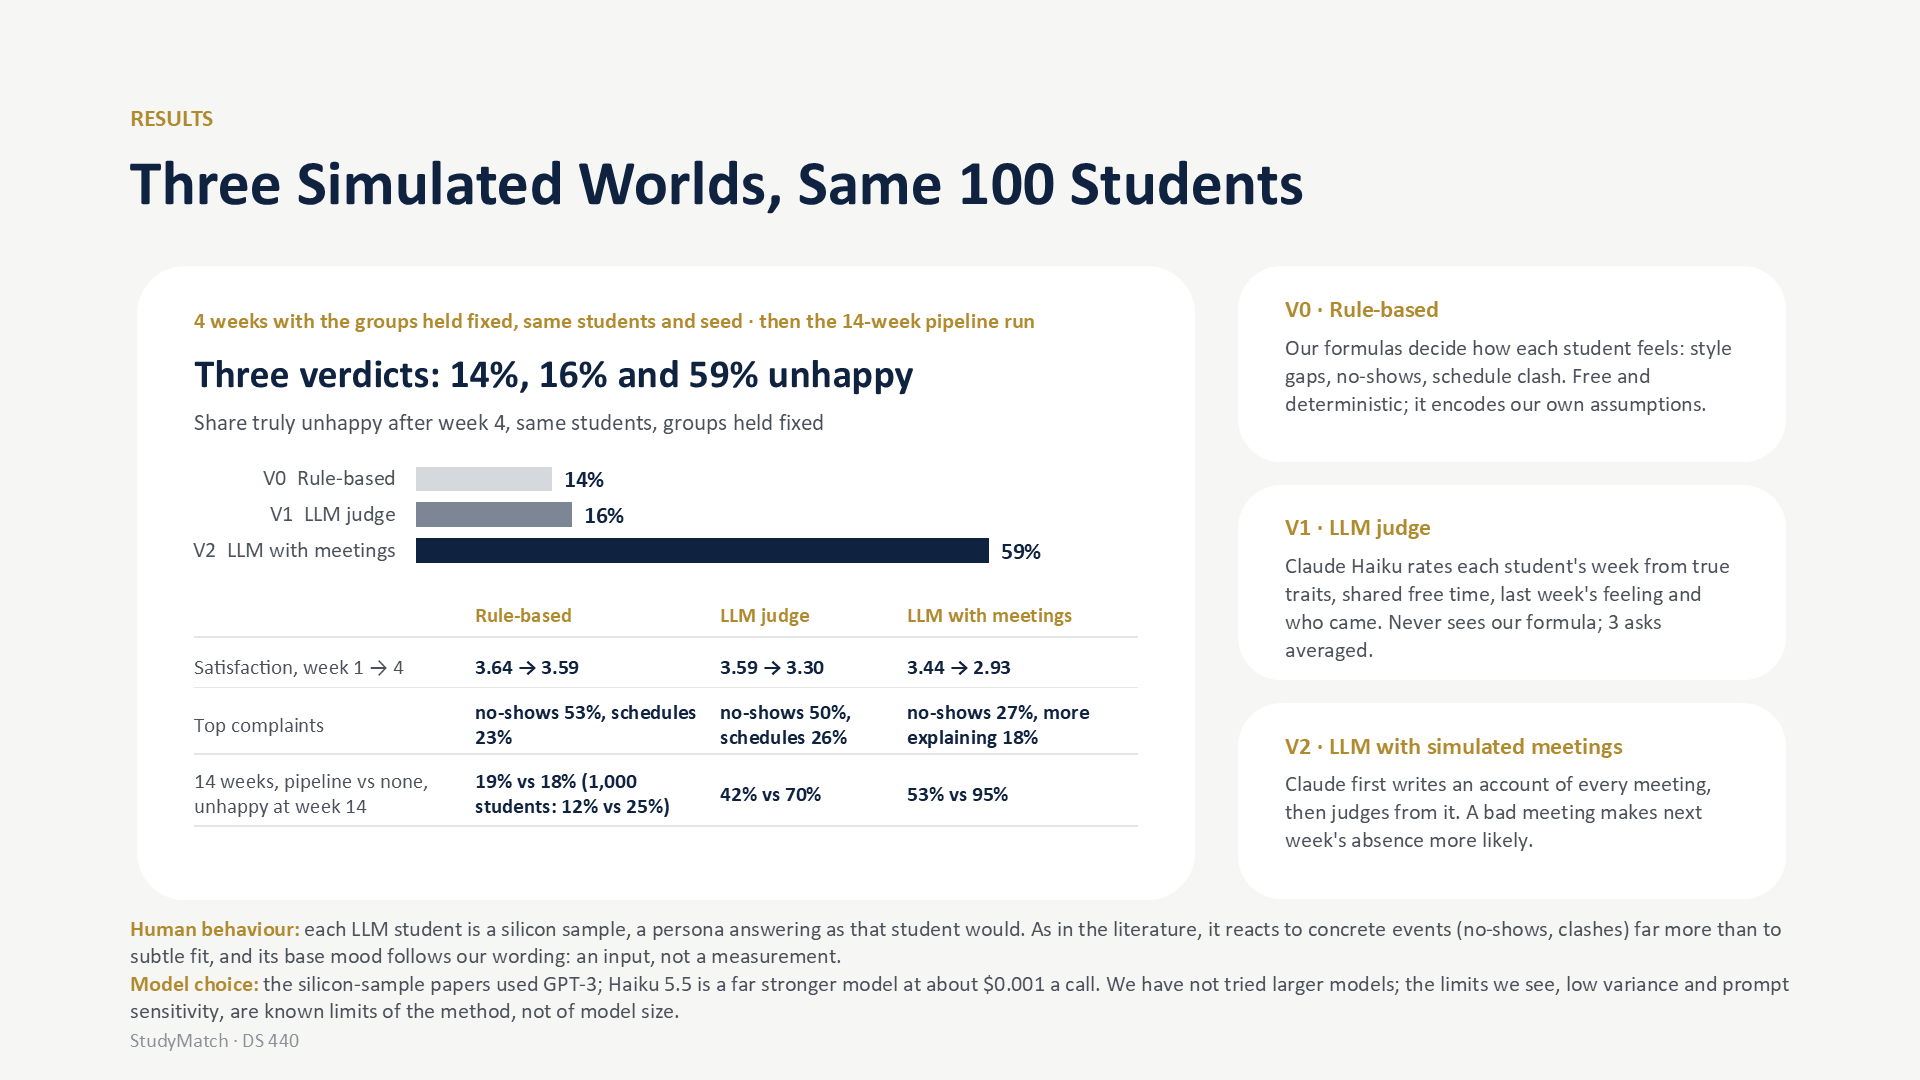 RESULTS
Three Simulated Worlds, Same 100 Students
4 weeks with the groups held fixed, same students and seed · then the 14-week pipeline run
Three verdicts: 14%, 16% and 59% unhappy
Share truly unhappy after week 4, same students, groups held fixed
V0 Rule-based 14%
V1 LLM judge 16%
V2 LLM with meetings 59%
Rule-based LLM judge LLM with meetings
Satisfaction, week 1 → 4 3.64 → 3.59 3.59 → 3.30 3.44 → 2.93
Top complaints
no-shows 53%, schedules
23%
no-shows 50%,
schedules 26%
no-shows 27%, more
explaining 18%
14 weeks, pipeline vs none,
unhappy at week 14
19% vs 18% (1,000
students: 12% vs 25%)
42% vs 70%
53% vs 95%
V0 · Rule-based
Our formulas decide how each student feels: style
gaps, no-shows, schedule clash. Free and
deterministic; it encodes our own assumptions.
V1 · LLM judge
Claude Haiku rates each student's week from true
traits, shared free time, last week's feeling and
who came. Never sees our formula; 3 asks
averaged.
V2 · LLM with simulated meetings
Claude first writes an account of every meeting,
then judges from it. A bad meeting makes next
week's absence more likely.
Human behaviour: each LLM student is a silicon sample, a persona answering as that student would. As in the literature, it reacts to concrete events (no-shows, clashes) far more than to
subtle fit, and its base mood follows our wording: an input, not a measurement.
Model choice: the silicon-sample papers used GPT-3; Haiku 5.5 is a far stronger model at about $0.001 a call. We have not tried larger models; the limits we see, low variance and prompt
sensitivity, are known limits of the method, not of model size.
StudyMatch · DS 440